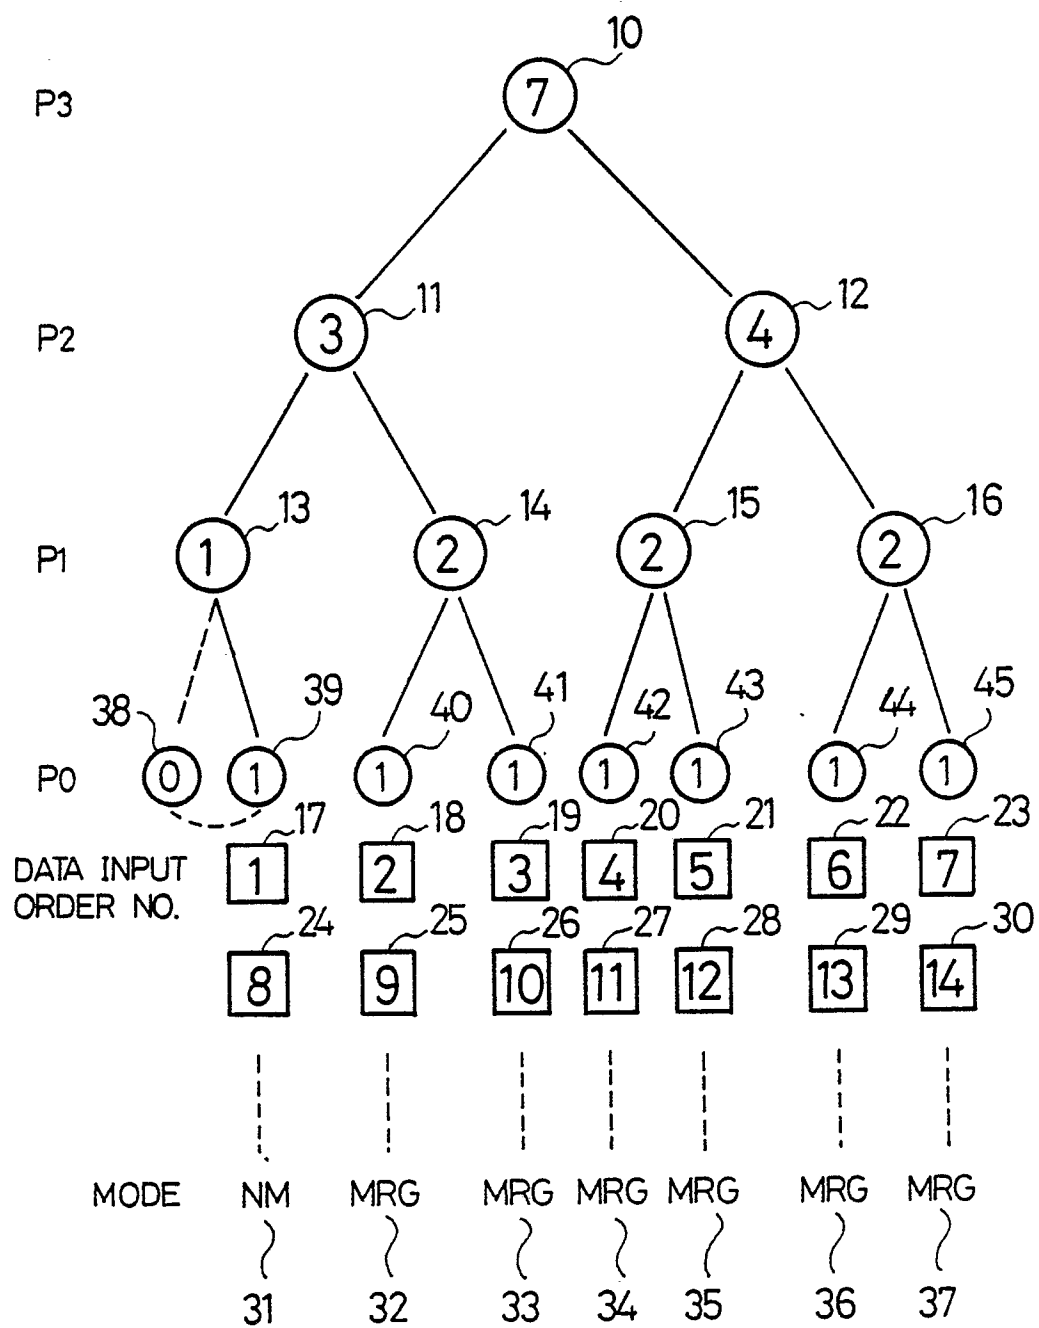 10
P3 7
11 12
P2 3 4
13 14 15 16
P1 1 2 2 2
38 39 40 41 42 43 44 45
P0 0 1 1 1 1 1 1 1
17 18 19 20 21 22 23
DATA INPUT
ORDER NO.
1 2 3 4 5 6 7
24 25 26 27 28 29 30
8 9 10 11 12 13 14
MODE NM MRG MRG MRG MRG MRG MRG
31 32 33 34 35 36 37